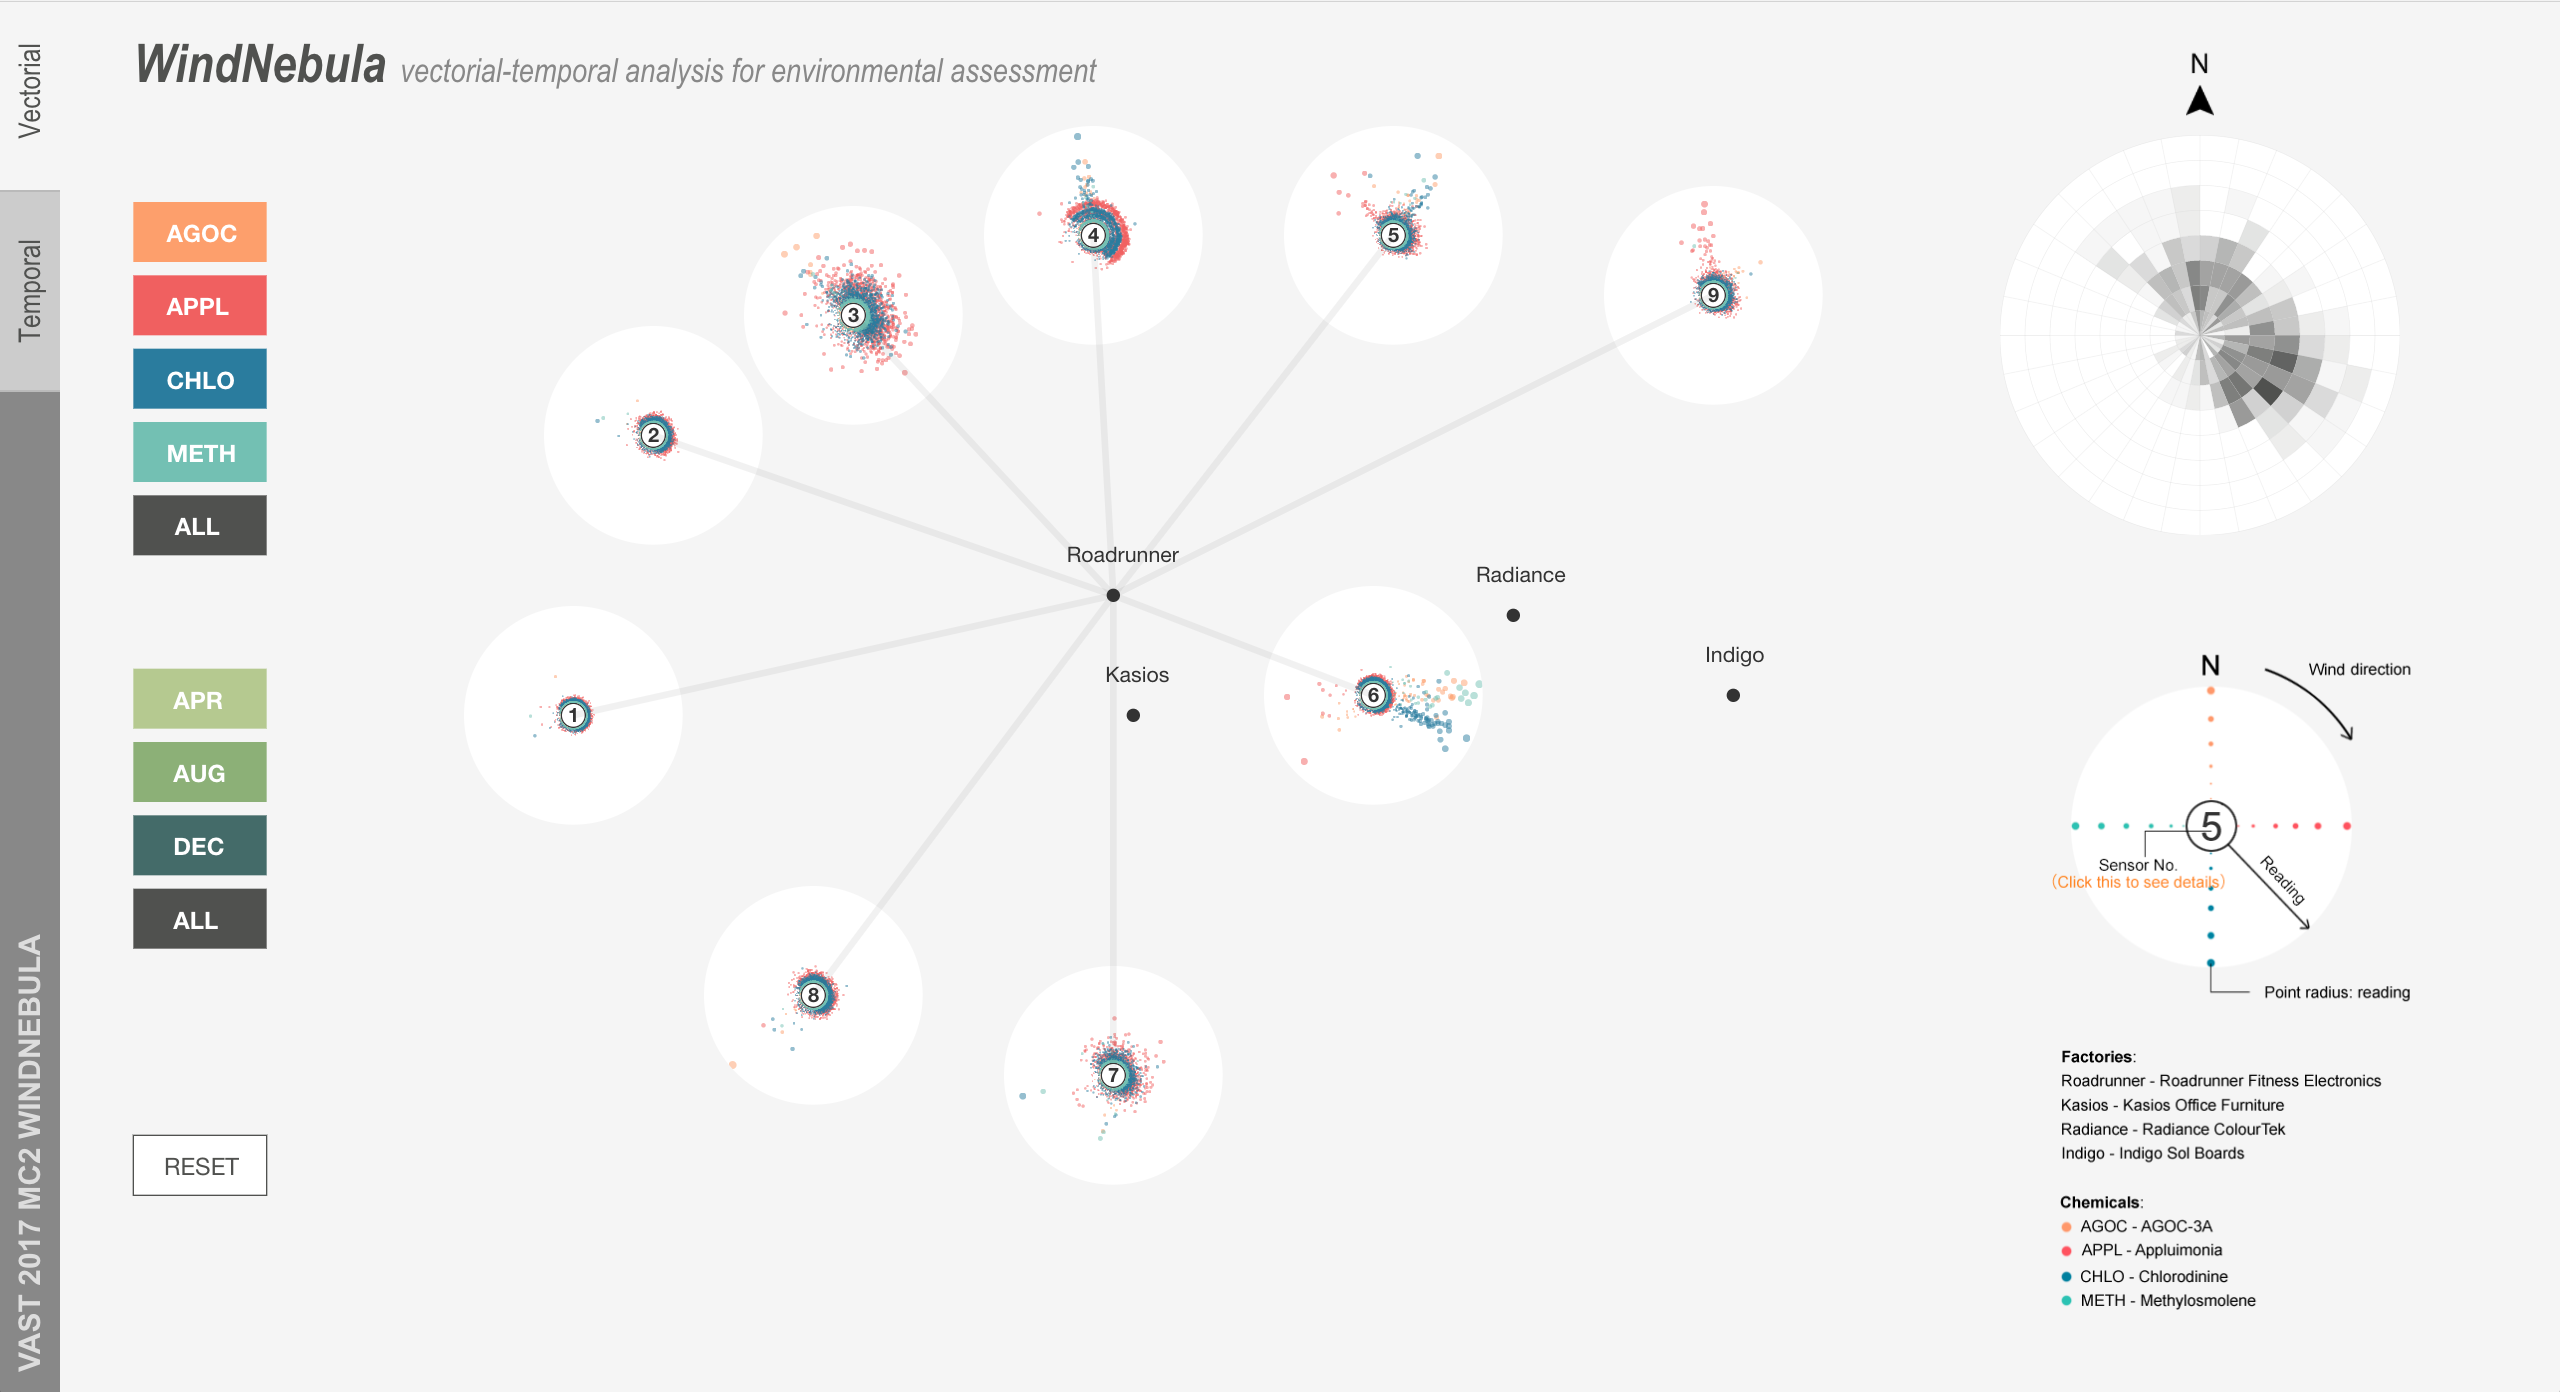 WindNebula vectorial-temporal analysis for environmental assessment
Vectorial
Temporal
VAST 2017 MC2 WINDNEBULA
AGOC
APPL
CHLO
METH
ALL
APR
AUG
DEC
ALL
RESET
1
2
3
4
5
9
6
7
8
Roadrunner
Radiance
Kasios
Indigo
N
N
Wind direction
5
Sensor No.
(Click this to see details)
Reading
Point radius: reading
Factories:
Roadrunner - Roadrunner Fitness Electronics
Kasios - Kasios Office Furniture
Radiance - Radiance ColourTek
Indigo - Indigo Sol Boards
Chemicals:
AGOC - AGOC-3A
APPL - Appluimonia
CHLO - Chlorodinine
METH - Methylosmolene